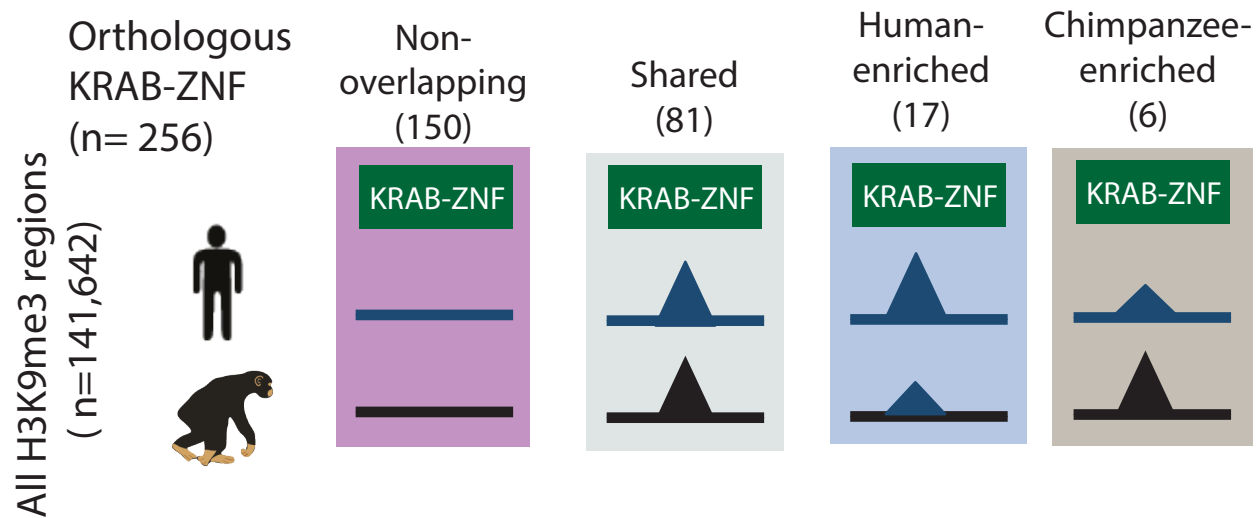 Orthologous
KRAB-ZNF
(n= 256)
Non-
overlapping
(150)
Shared
(81)
Human-
enriched
(17)
Chimpanzee-
enriched
(6)
KRAB-ZNF
KRAB-ZNF
KRAB-ZNF
KRAB-ZNF
All H3K9me3 regions
( n=141,642)